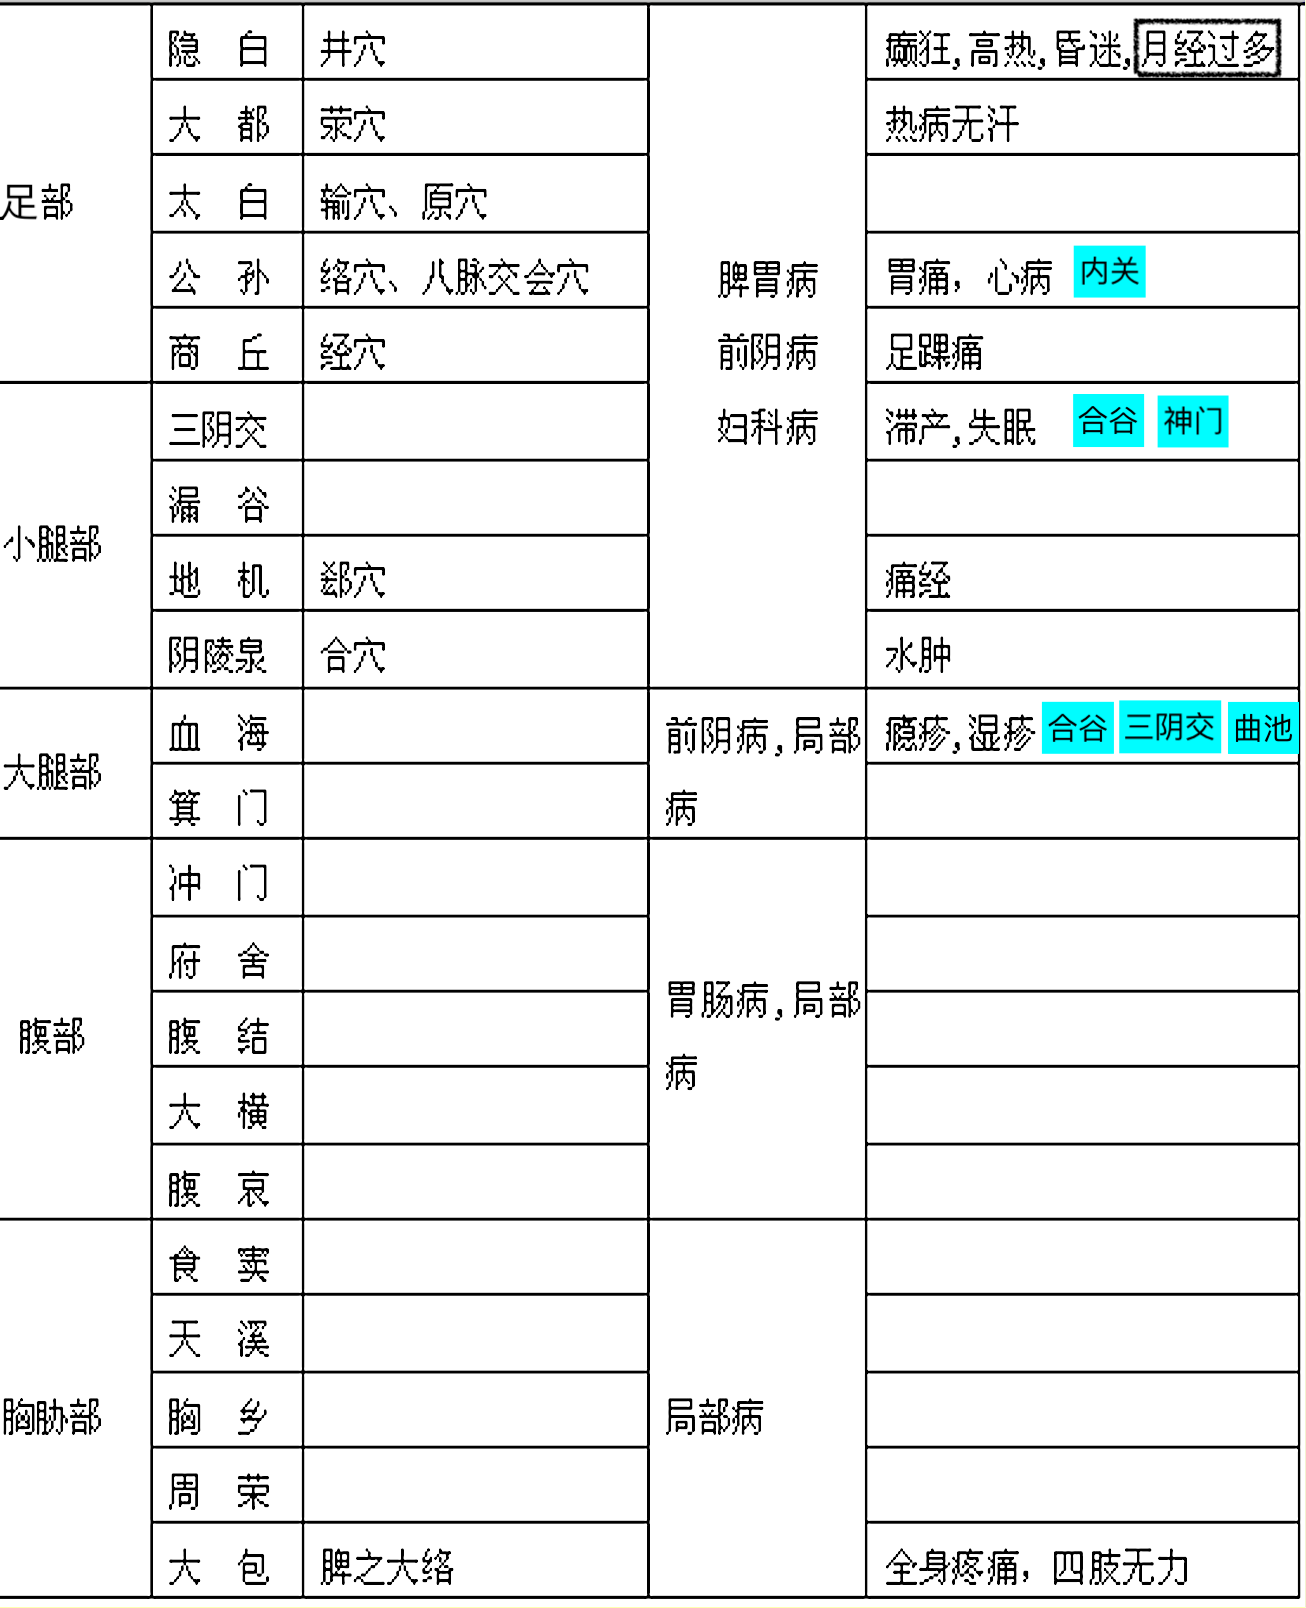 足部
隐 白 井穴 癫狂,高热,昏迷,月经过多
大 都 荥穴 热病无汗
太 白 输穴、原穴
公 孙 络穴、八脉交会穴 脾胃病 胃痛，心病 内关
商 丘 经穴 前阴病 足踝痛
小腿部
三阴交 妇科病 滞产,失眠 合谷 神门
漏 谷
地 机 郄穴 痛经
阴陵泉 合穴 水肿
大腿部
血 海 前阴病,局部 瘾疹,湿疹 合谷 三阴交 曲池
箕 门 病
腹部
冲 门
府 舍
胃肠病,局部
腹 结
病
大 横
腹 哀
胸胁部
食 窦
天 溪
胸 乡 局部病
周 荣
大 包 脾之大络 全身疼痛，四肢无力